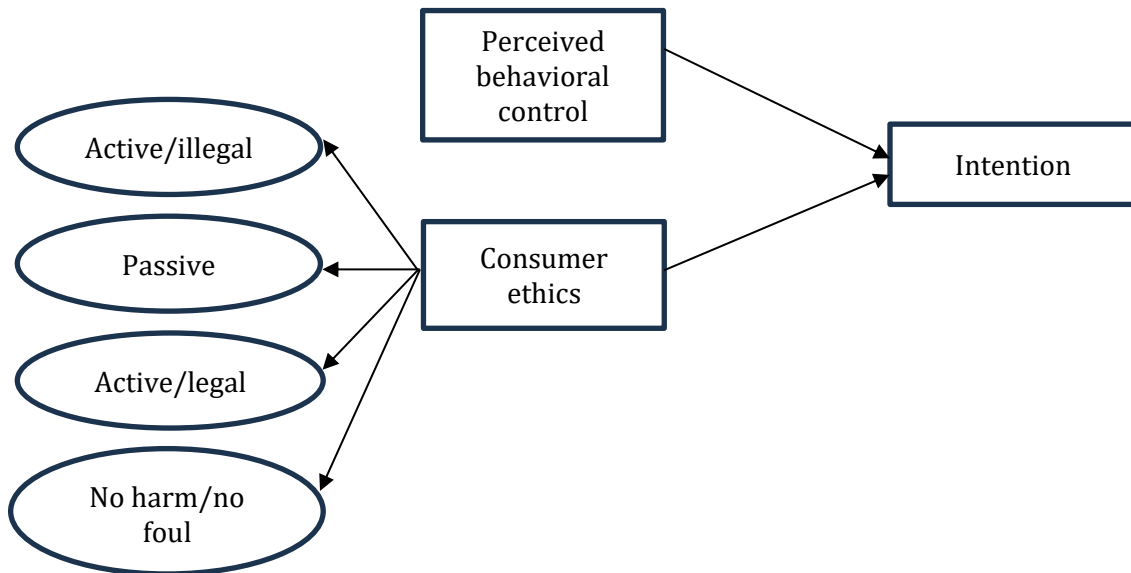 Perceived
behavioral
control
Active/illegal
Intention
Passive
Consumer
ethics
Active/legal
No harm/no
foul